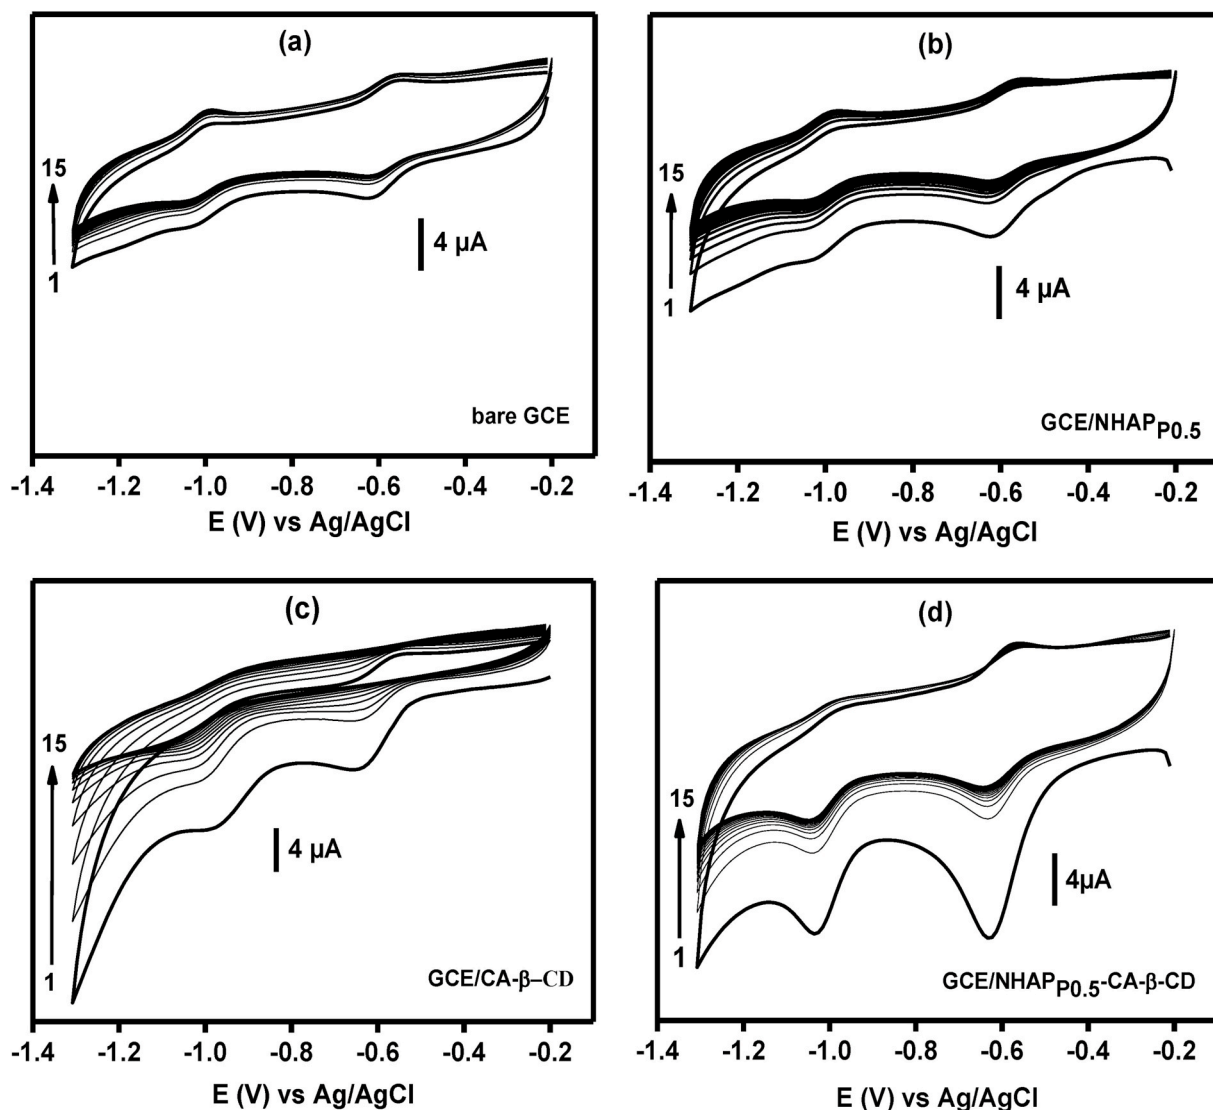 (a)
15
1
4 µA
bare GCE
-1.4 -1.2 -1.0 -0.8 -0.6 -0.4 -0.2
E (V) vs Ag/AgCl
(b)
15
1
4 µA
GCE/NHAPP0.5
-1.4 -1.2 -1.0 -0.8 -0.6 -0.4 -0.2
E (V) vs Ag/AgCl
(c)
15
1
4 µA
GCE/CA-β–CD
-1.4 -1.2 -1.0 -0.8 -0.6 -0.4 -0.2
E (V) vs Ag/AgCl
(d)
15
1
4µA
GCE/NHAPP0.5-CA-β-CD
-1.4 -1.2 -1.0 -0.8 -0.6 -0.4 -0.2
E (V) vs Ag/AgCl